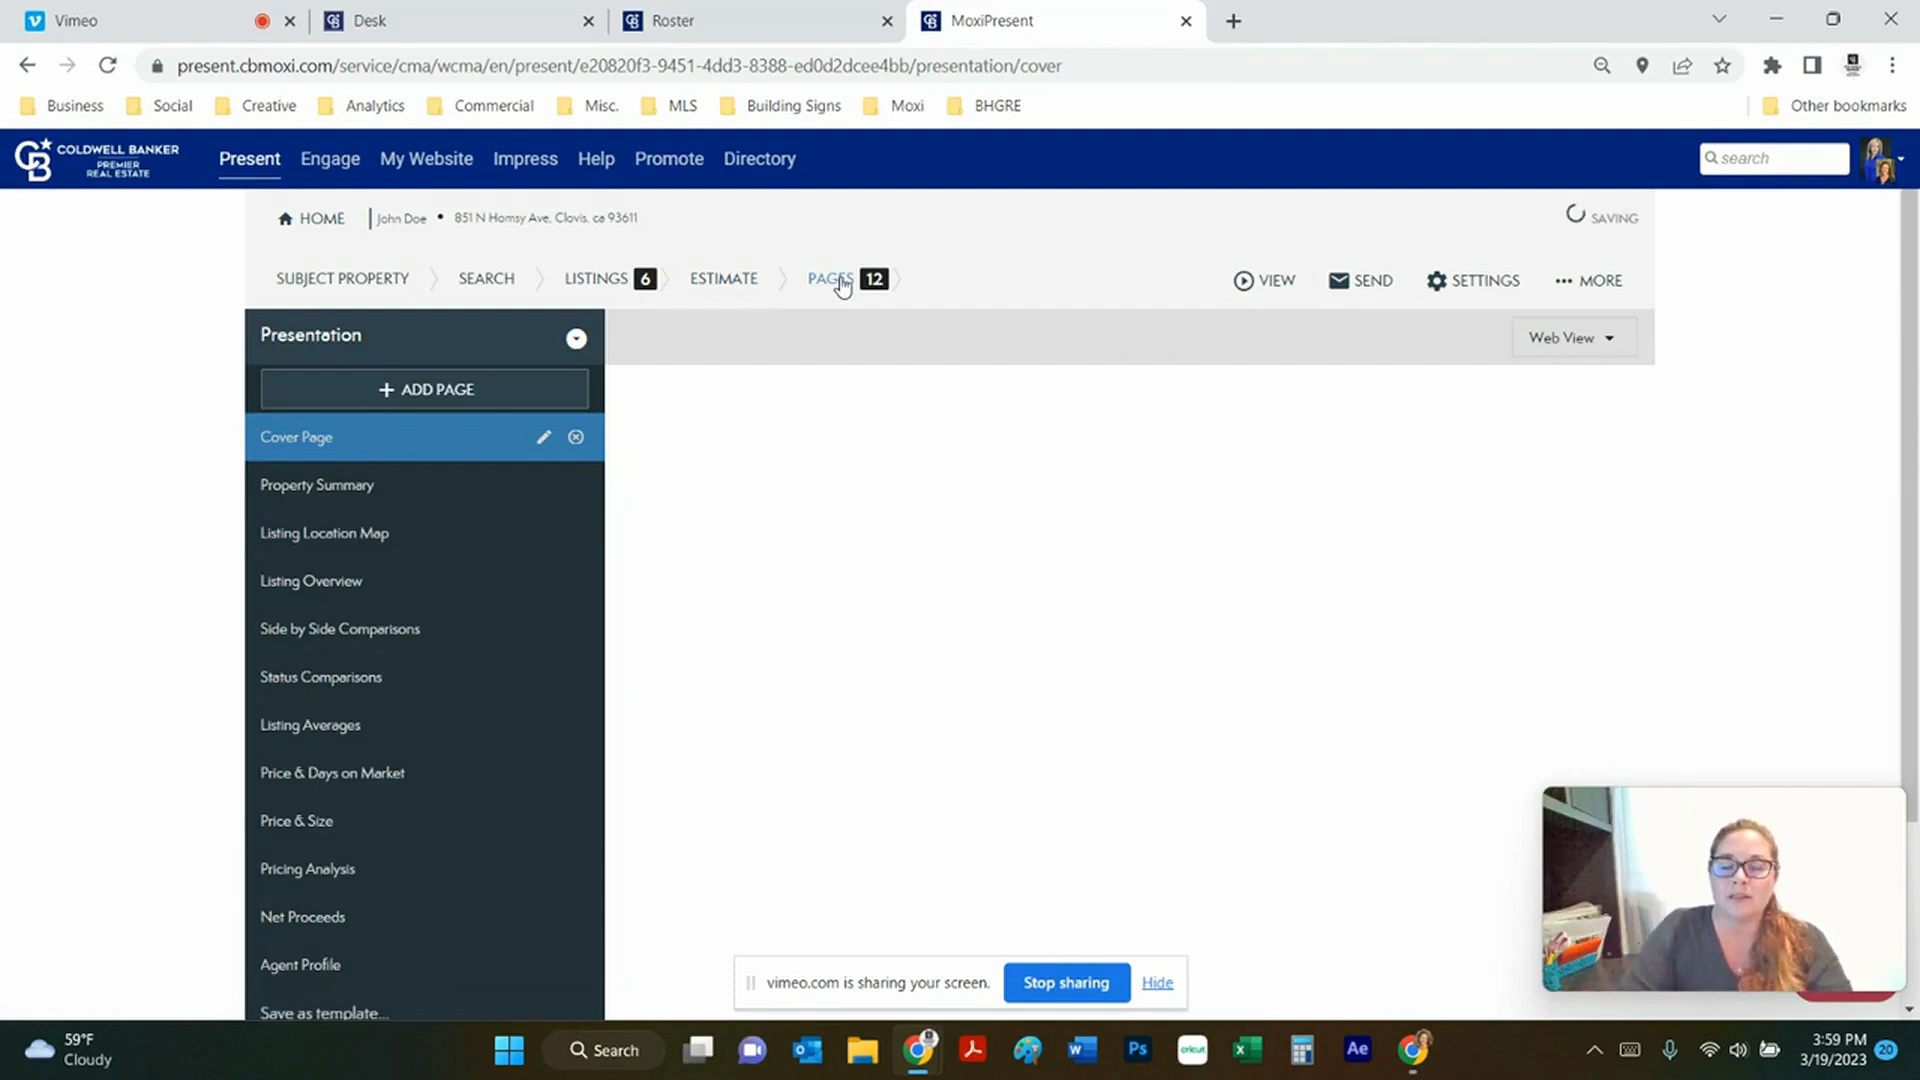 Vimeo
Desk
Roster
MoxiPresent
present.cbmoxi.com/service/cma/wcma/en/present/e20820f3-9451-4dd3-8388-ed0d2dcee4bb/presentation/cover
Business
Social
Creative
Analytics
Commercial
Misc.
MLS
Building Signs
Moxi
BHGRE
Other bookmarks
COLDWELL BANKER
PREMIER
REAL ESTATE
Present
Engage
My Website
Impress
Help
Promote
Directory
search
HOME
John Doe • 851 N Homsy Ave, Clovis, ca 93611
SAVING
SUBJECT PROPERTY
SEARCH
LISTINGS 6
ESTIMATE
PAGES 12
VIEW
SEND
SETTINGS
MORE
Presentation
Web View
+ ADD PAGE
Cover Page
Property Summary
Listing Location Map
Listing Overview
Side by Side Comparisons
Status Comparisons
Listing Averages
Price & Days on Market
Price & Size
Pricing Analysis
Net Proceeds
Agent Profile
Save as template...
vimeo.com is sharing your screen.
Stop sharing
Hide
59°F
Cloudy
Search
Ps
cricut
Ae
3:59 PM
3/19/2023
20